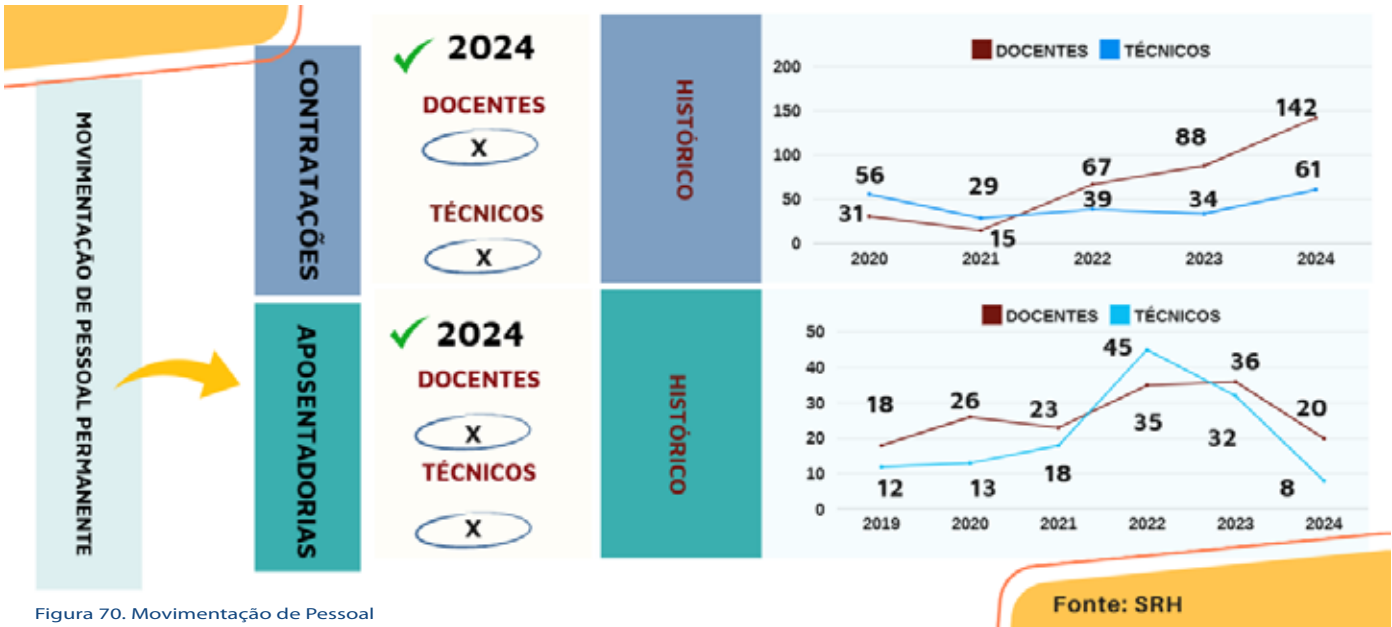 MOVIMENTAÇÃO DE PESSOAL PERMANENTE
CONTRATAÇÕES
2024
DOCENTES
X
TÉCNICOS
X
HISTÓRICO
DOCENTES TÉCNICOS
200
150
100
50
0
56
31
29
15
67
39
88
34
142
61
2020 2021 2022 2023 2024
APOSENTADORIAS
2024
DOCENTES
X
TÉCNICOS
X
HISTÓRICO
DOCENTES TÉCNICOS
50
40
30
20
10
0
18
12
26
13
23
18
45
35
36
32
20
8
2019 2020 2021 2022 2023 2024
Fonte: SRH
Figura 70. Movimentação de Pessoal